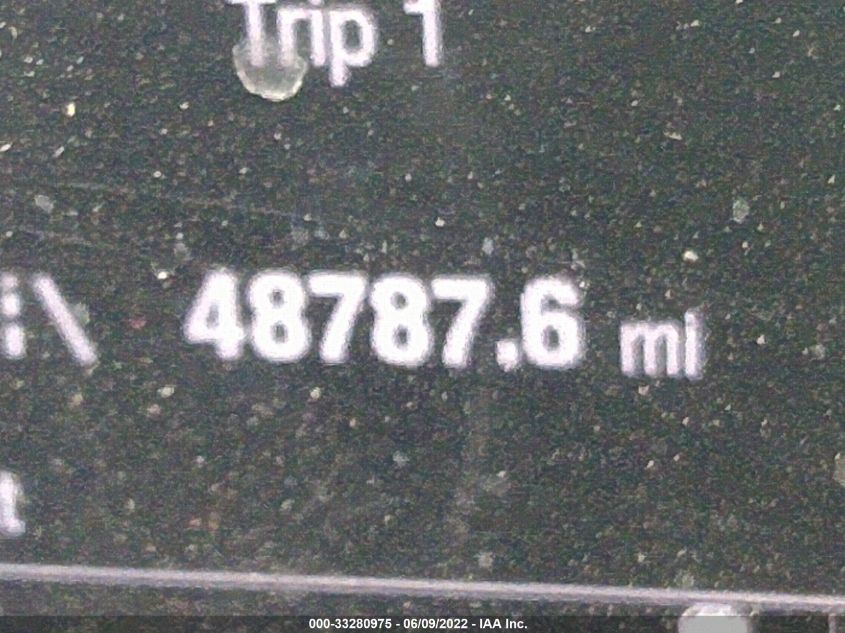 Trip 1
48787.6 mi
t
000-33280975 - 06/09/2022 - IAA Inc.